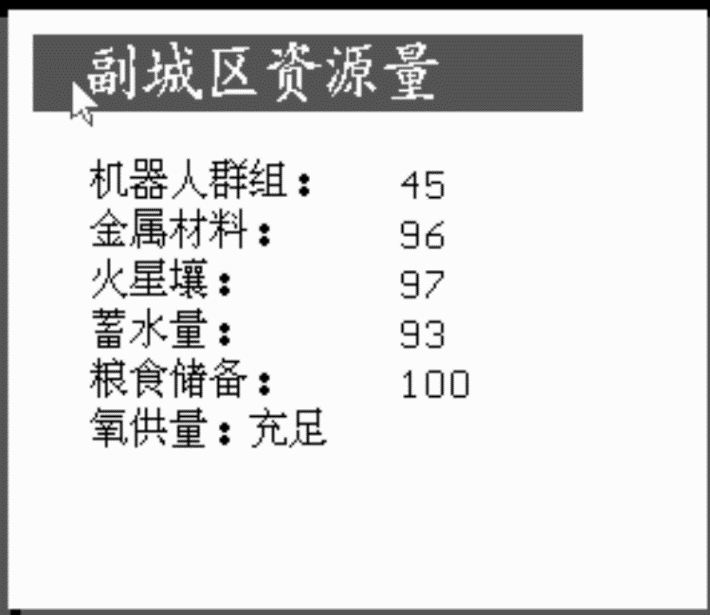 副城区资源量
机器人群组： 45
金属材料： 96
火星壤： 97
蓄水量： 93
粮食储备： 100
氧供量：充足